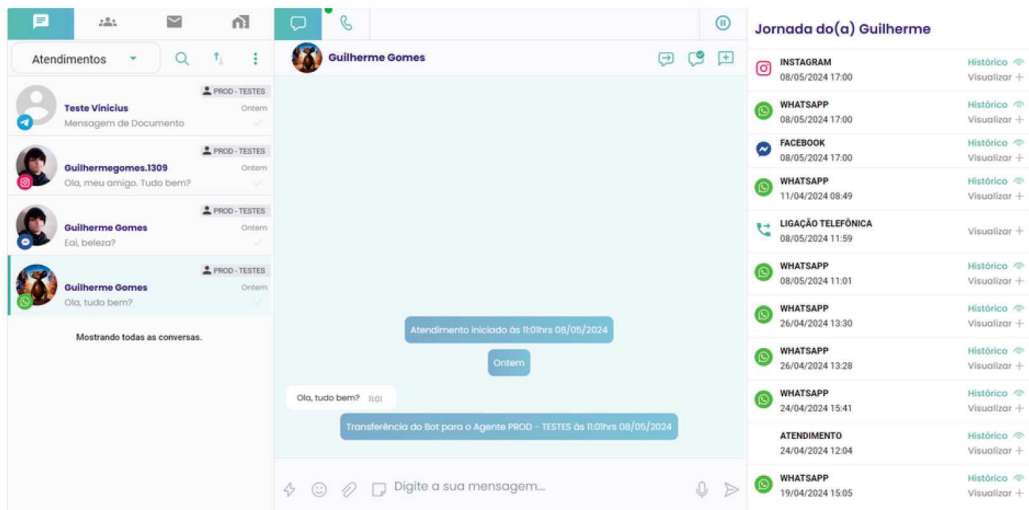 Atendimentos
PROD - TESTES
Teste Vinicius
Ontem
Mensagem de Documento
PROD - TESTES
Guilhermegomes.1309
Ontem
Ola, meu amigo. Tudo bem?
PROD - TESTES
Guilherme Gomes
Ontem
Eai, beleza?
PROD - TESTES
Guilherme Gomes
Ontem
Ola, tudo bem?
Mostrando todas as conversas.
Guilherme Gomes
Atendimento iniciado às 11:01hrs 08/05/2024
Ontem
Ola, tudo bem? 11:01
Transferência do Bot para o Agente PROD - TESTES às 11:01hrs 08/05/2024
Digite a sua mensagem...
Jornada do(a) Guilherme
INSTAGRAM Histórico
08/05/2024 17:00 Visualizar
WHATSAPP Histórico
08/05/2024 17:00 Visualizar
FACEBOOK Histórico
08/05/2024 17:00 Visualizar
WHATSAPP Histórico
11/04/2024 08:49 Visualizar
LIGAÇÃO TELEFÔNICA
08/05/2024 11:59 Visualizar
WHATSAPP Histórico
08/05/2024 11:01 Visualizar
WHATSAPP Histórico
26/04/2024 13:30 Visualizar
WHATSAPP Histórico
26/04/2024 13:28 Visualizar
WHATSAPP Histórico
24/04/2024 15:41 Visualizar
ATENDIMENTO Histórico
24/04/2024 12:04 Visualizar
WHATSAPP Histórico
19/04/2024 15:05 Visualizar